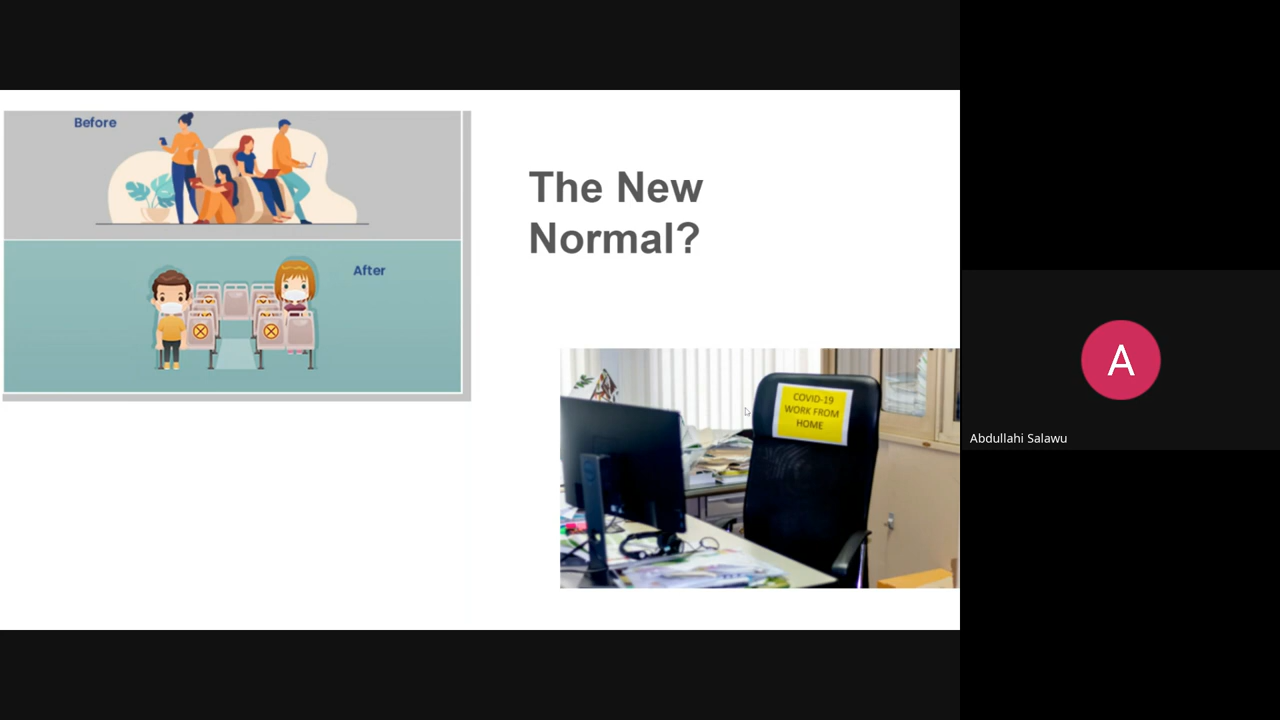 Before
After
The New
Normal?
COVID-19
WORK FROM
HOME
A
Abdullahi Salawu